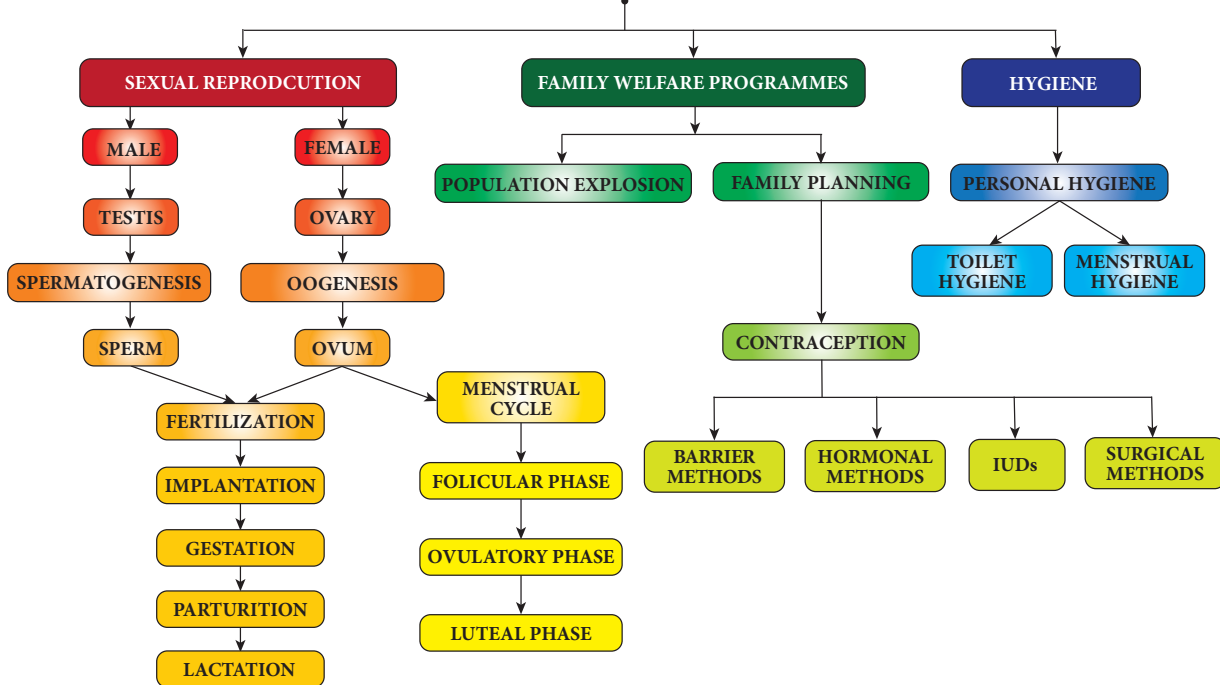 SEXUAL REPRODCUTION
FAMILY WELFARE PROGRAMMES
HYGIENE
MALE
FEMALE
POPULATION EXPLOSION
FAMILY PLANNING
PERSONAL HYGIENE
TESTIS
OVARY
TOILET
HYGIENE
MENSTRUAL
HYGIENE
SPERMATOGENESIS
OOGENESIS
SPERM
OVUM
CONTRACEPTION
MENSTRUAL
CYCLE
FERTILIZATION
BARRIER
METHODS
HORMONAL
METHODS
IUDs
SURGICAL
METHODS
IMPLANTATION
FOLICULAR PHASE
GESTATION
OVULATORY PHASE
PARTURITION
LUTEAL PHASE
LACTATION